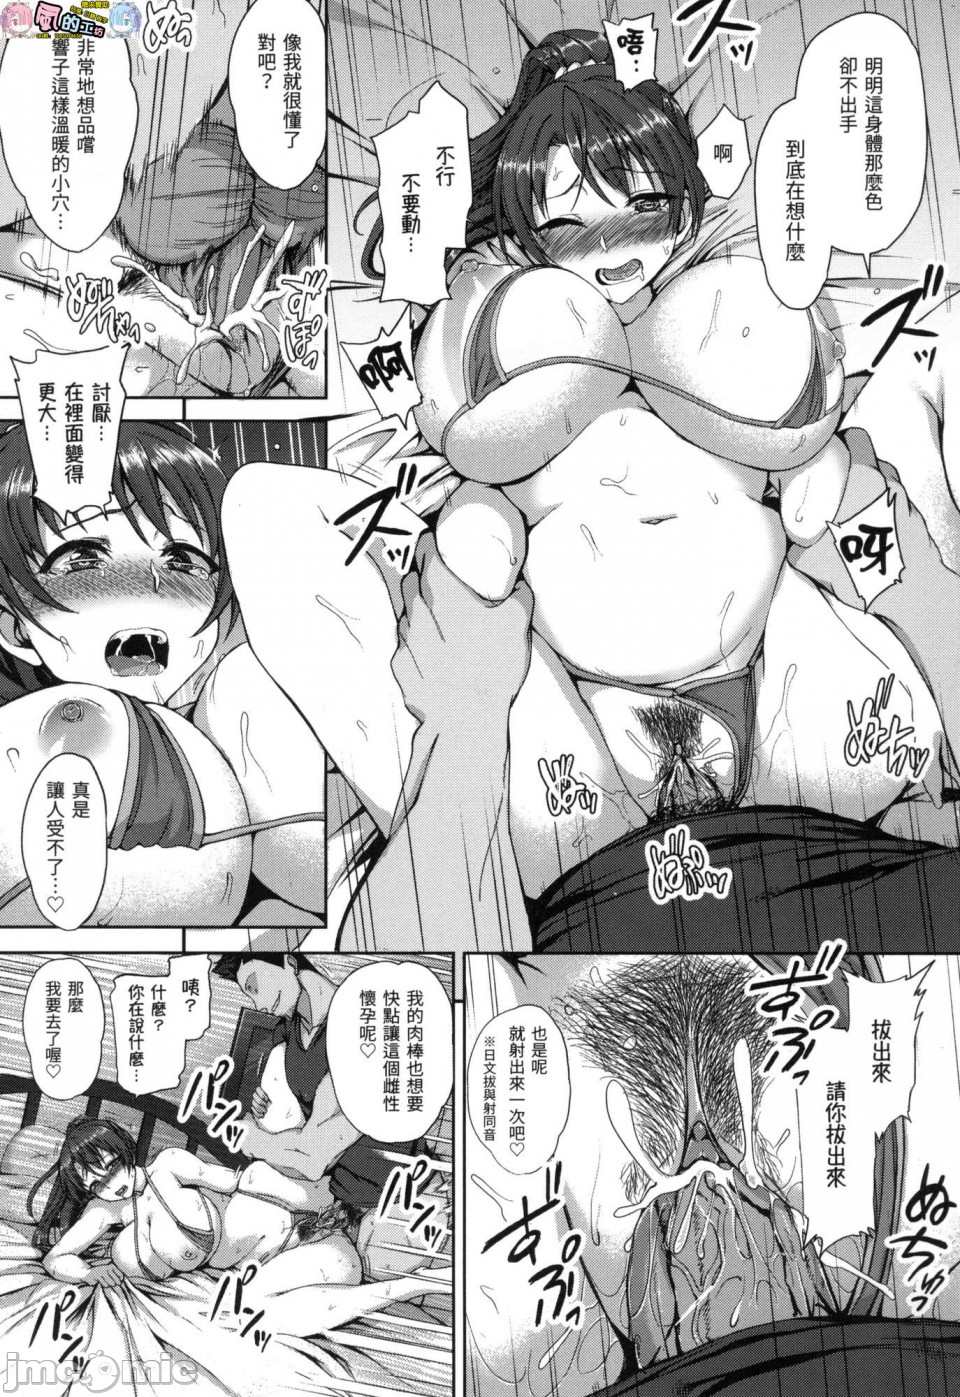 明明這身體那麼色
卻不出手
到底在想什麼
唔…
啊
不行
不要動…
ズッ
啊
呀
ズッ
ズッ
ぬぢゅっ
像我就很懂了
對吧？
非常地想品嚐
響子這樣溫暖的小穴…
ずぽっ
討厭…
在裡面變得
更大…
真是
讓人受不了…♡
拔出來
請你拔出來
ずぷっ
ぬちゅっ
ずぷっ
也是呢
就射出來一次吧♡
※日文拔與射同音
我的肉棒也想要
快點讓這個雌性
懷孕呢♡
咦？
什麼？
你在說什麼…
那麼
我要去了喔♡
パンッ
パンッ
パンッ
パンッ
風的工坊
jmcomic